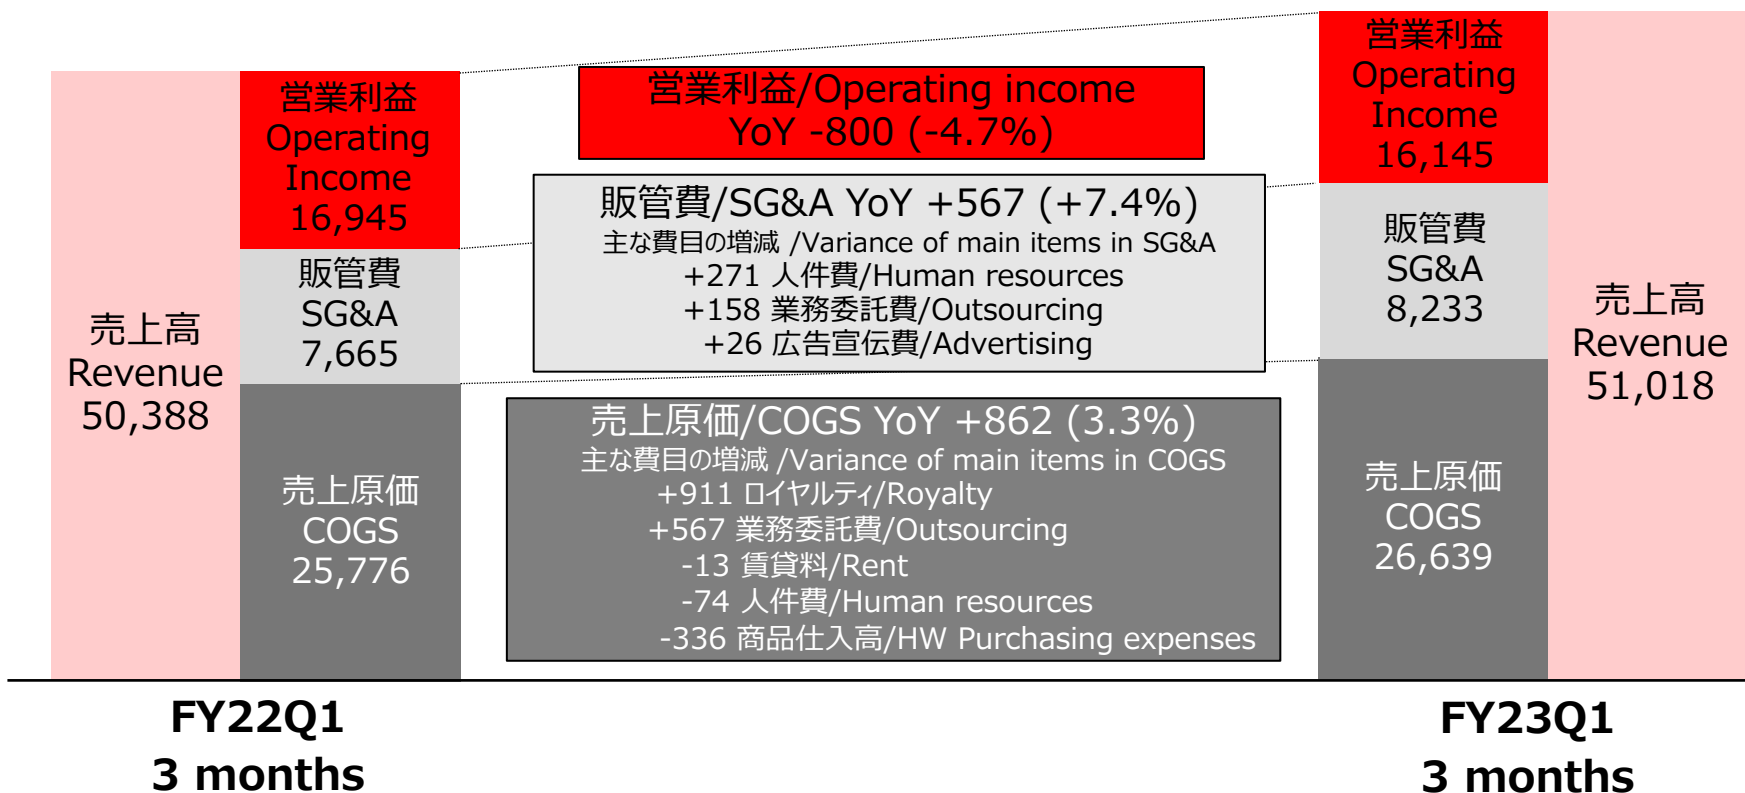 売上高
Revenue
50,388
営業利益
Operating
Income
16,945
販管費
SG&A
7,665
売上原価
COGS
25,776
営業利益/Operating income
YoY -800 (-4.7%)
販管費/SG&A YoY +567 (+7.4%)
主な費目の増減 /Variance of main items in SG&A
+271 人件費/Human resources
+158 業務委託費/Outsourcing
+26 広告宣伝費/Advertising
売上原価/COGS YoY +862 (3.3%)
主な費目の増減 /Variance of main items in COGS
+911 ロイヤルティ/Royalty
+567 業務委託費/Outsourcing
-13 賃貸料/Rent
-74 人件費/Human resources
-336 商品仕入高/HW Purchasing expenses
営業利益
Operating
Income
16,145
販管費
SG&A
8,233
売上原価
COGS
26,639
売上高
Revenue
51,018
FY22Q1
3 months
FY23Q1
3 months